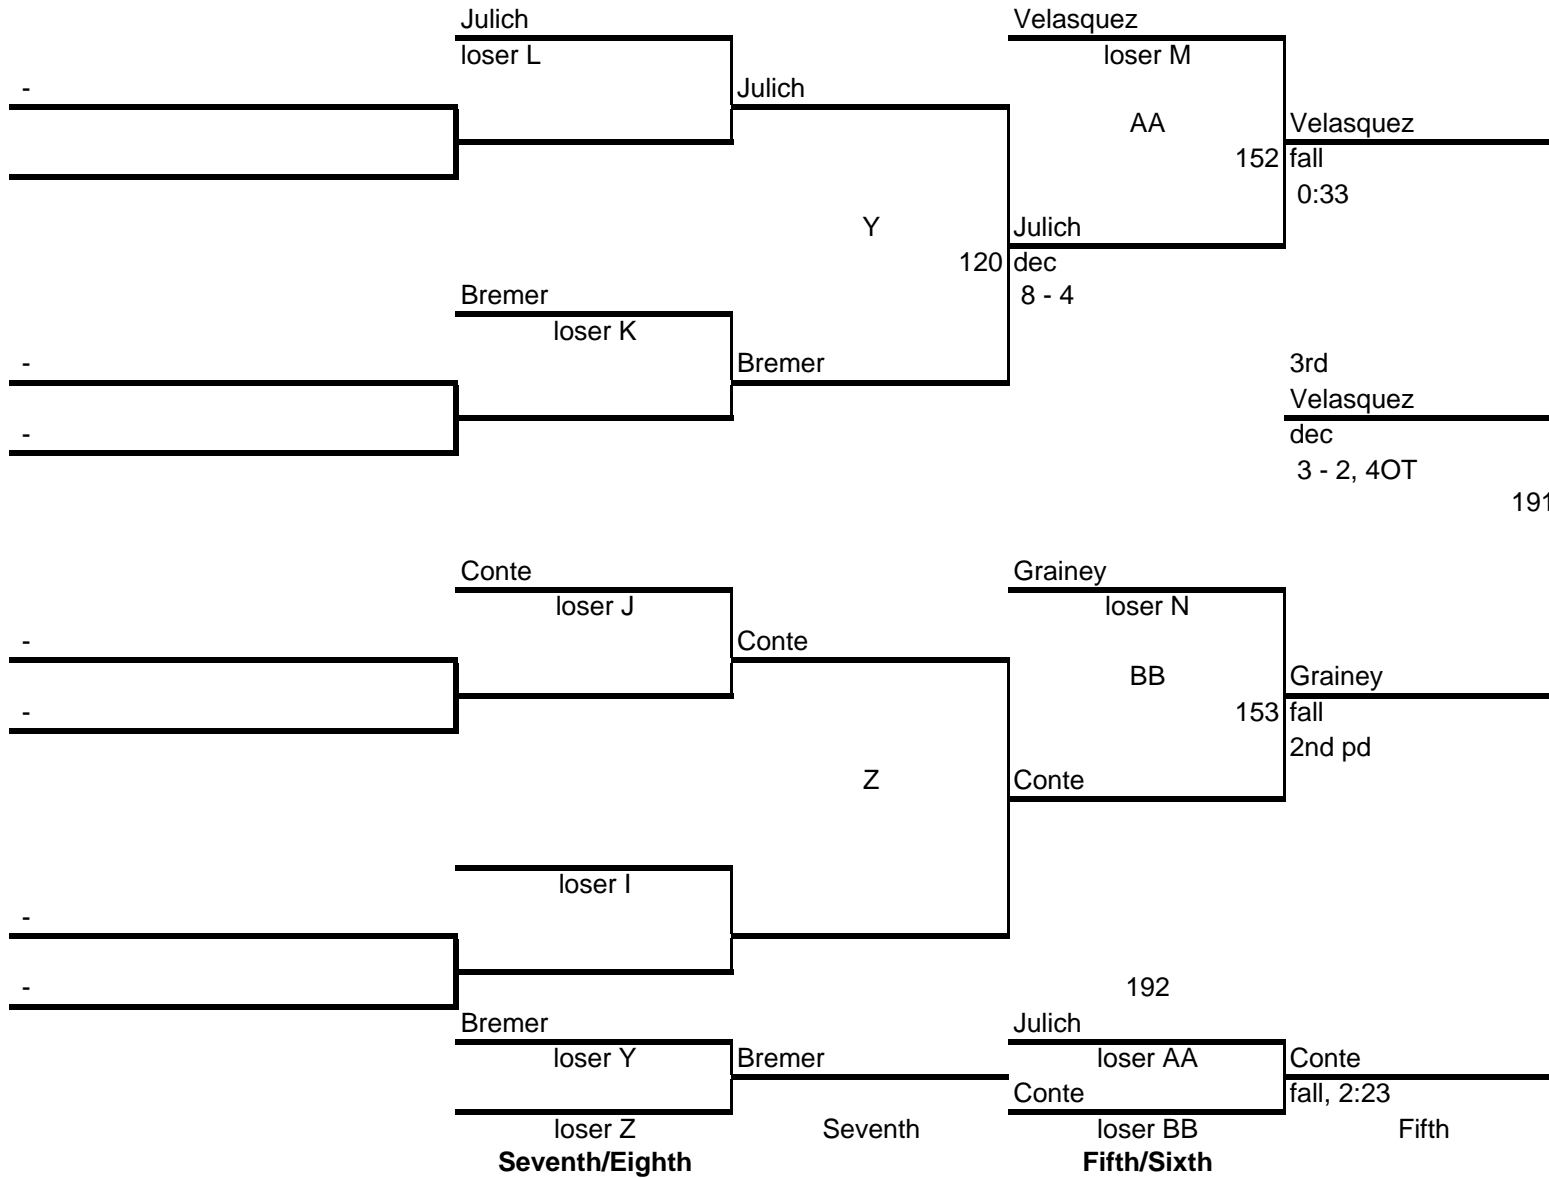 Julich Velasquez
loser L loser M
- Julich
AA Velasquez
152 fall
0:33
Y Julich
120 dec
Bremer 8 - 4
loser K
- Bremer 3rd
Velasquez
- dec
3 - 2, 4OT
191
Conte Grainey
loser J loser N
- Conte
BB Grainey
- 153 fall
2nd pd
Z Conte
loser I
-
- 192
Bremer Julich
loser Y Bremer loser AA Conte
Conte fall, 2:23
loser Z Seventh loser BB Fifth
Seventh/Eighth Fifth/Sixth